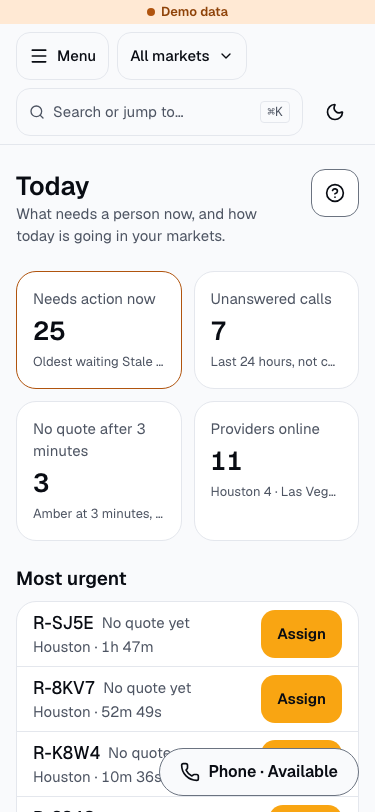 Demo data
Menu
All markets
Search or jump to…
⌘K
Today
What needs a person now, and how
today is going in your markets.
Needs action now
25
Oldest waiting Stale …
Unanswered calls
7
Last 24 hours, not c…
No quote after 3
minutes
3
Amber at 3 minutes, …
Providers online
11
Houston 4 · Las Veg…
Most urgent
R-SJ5E No quote yet
Houston · 1h 47m
Assign
R-8KV7 No quote yet
Houston · 52m 49s
Assign
R-K8W4 No quote
Houston · 10m 36s
Phone · Available